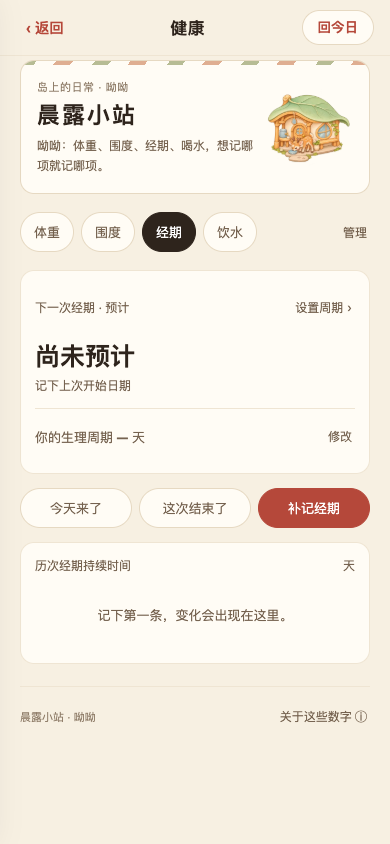 ‹ 返回
健康
回今日
岛上的日常 · 呦呦
晨露小站
呦呦：体重、围度、经期、喝水，想记哪
项就记哪项。
体重
围度
经期
饮水
管理
下一次经期 · 预计
设置周期 ›
尚未预计
记下上次开始日期
你的生理周期 — 天
修改
今天来了
这次结束了
补记经期
历次经期持续时间
天
记下第一条，变化会出现在这里。
晨露小站 · 呦呦
关于这些数字 ⓘ